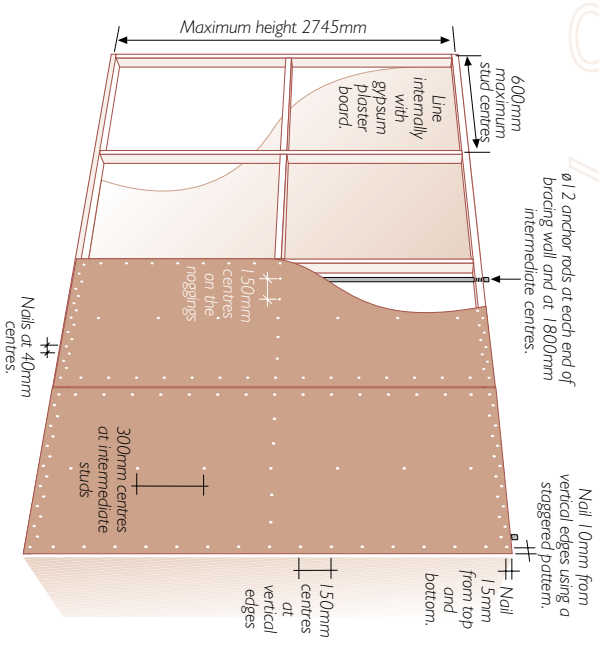 Maximum height 2745mm
600mm
maximum
stud centres
Line
internally
with
gypsum
plaster
board.
ø12 anchor rods at each end of
bracing wall and at 1800mm
intermediate centres.
150mm
centres
on the
noggings
Nails at 40mm
centres.
300mm centres
at intermediate
studs
Nail 10mm from
vertical edges using a
staggered pattern.
Nail
15mm
from top
and
bottom.
150mm
centres
at
vertical
edges